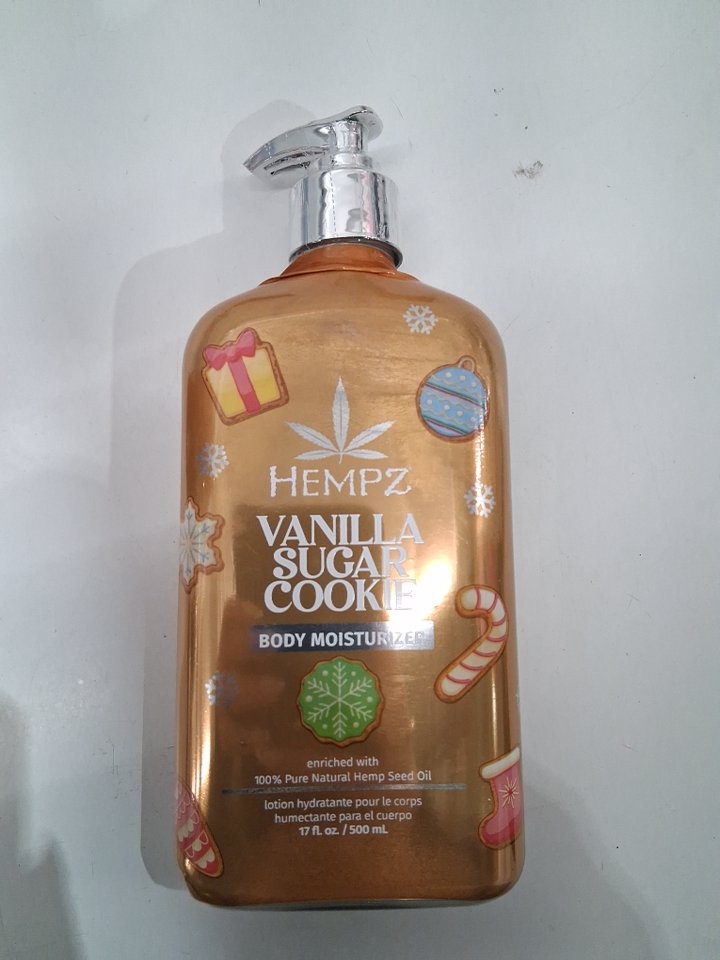 HEMPZ
VANILLA
SUGAR
COOKIE
BODY MOISTURIZER
enriched with
100% Pure Natural Hemp Seed Oil
lotion hydratante pour le corps
humectante para el cuerpo
17 fl. oz. / 500 mL